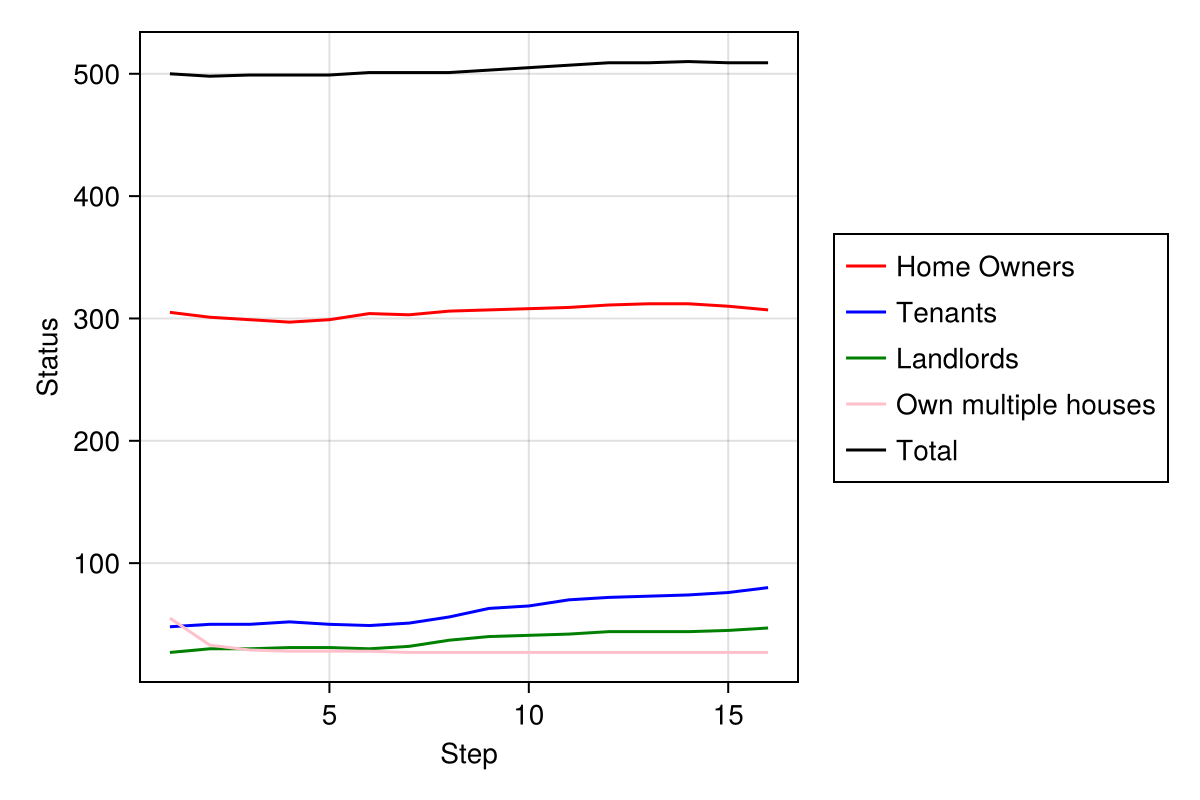 500
400
300
200
100
Status
5 10 15
Step
Home Owners
Tenants
Landlords
Own multiple houses
Total